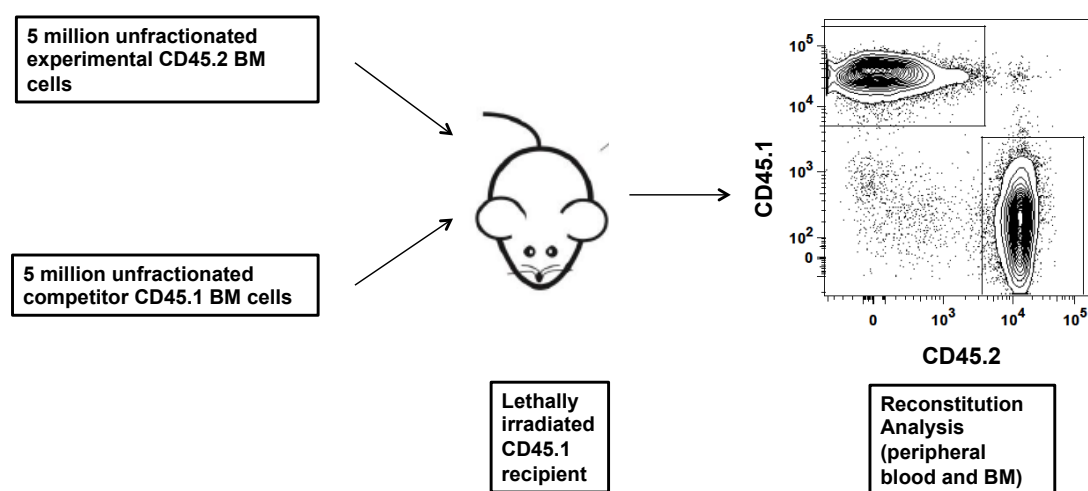 5 million unfractionated
experimental CD45.2 BM
cells
5 million unfractionated
competitor CD45.1 BM cells
Lethally
irradiated
CD45.1
recipient
CD45.1
10⁵
10⁴
10³
10²
0
0 10³ 10⁴ 10⁵
CD45.2
Reconstitution
Analysis
(peripheral
blood and BM)